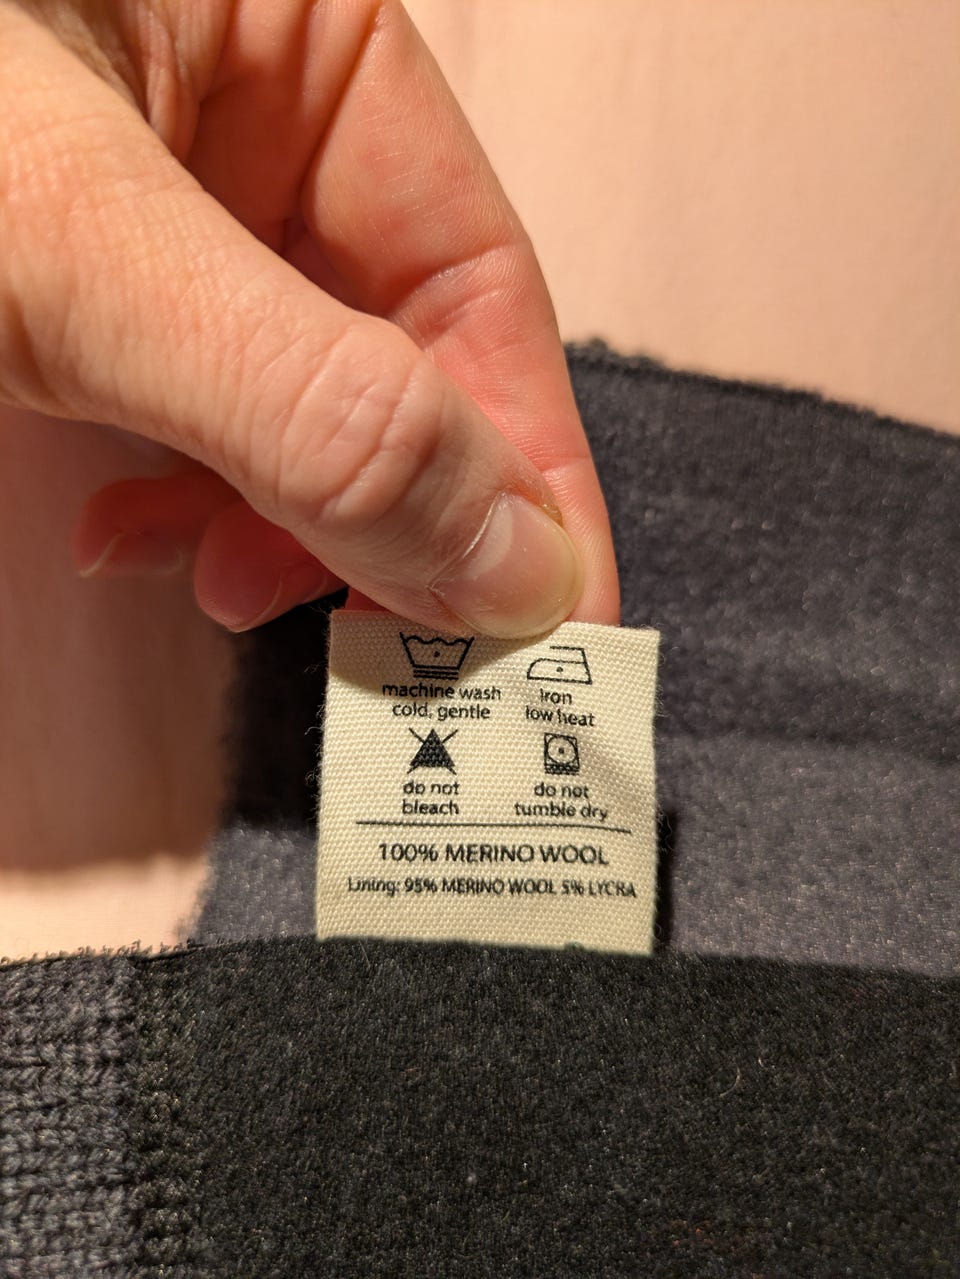 machine wash
cold, gentle
iron
low heat
do not
bleach
do not
tumble dry
100% MERINO WOOL
Lining: 95% MERINO WOOL 5% LYCRA